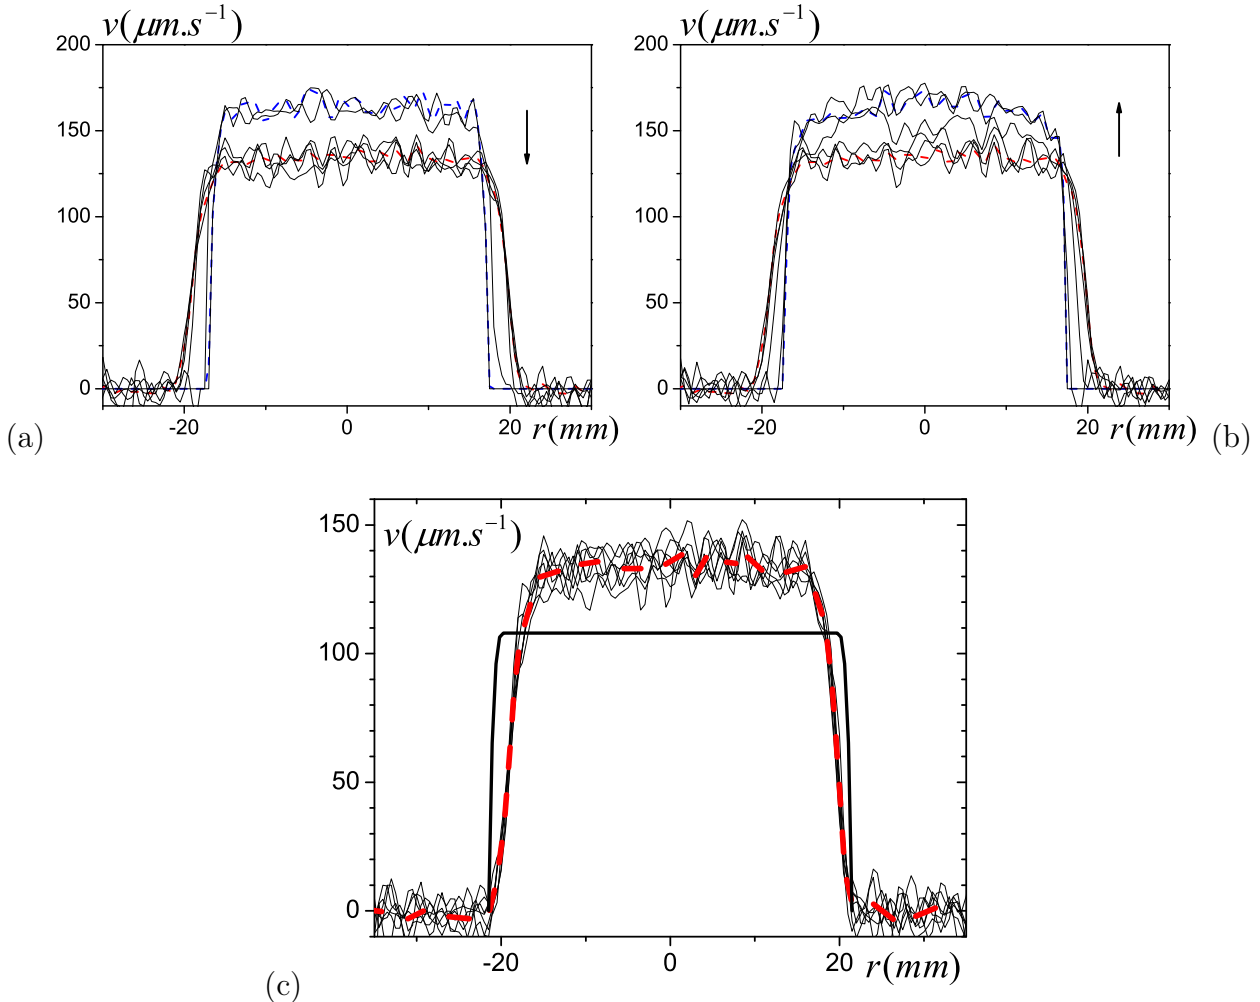 v(μm.s⁻¹) v(μm.s⁻¹)
200 200
150 150
100 100
50 50
0 0
-20 0 20 r(mm) -20 0 20 r(mm)
(a) (b)
v(μm.s⁻¹)
150
100
50
0
-20 0 20 r(mm)
(c)